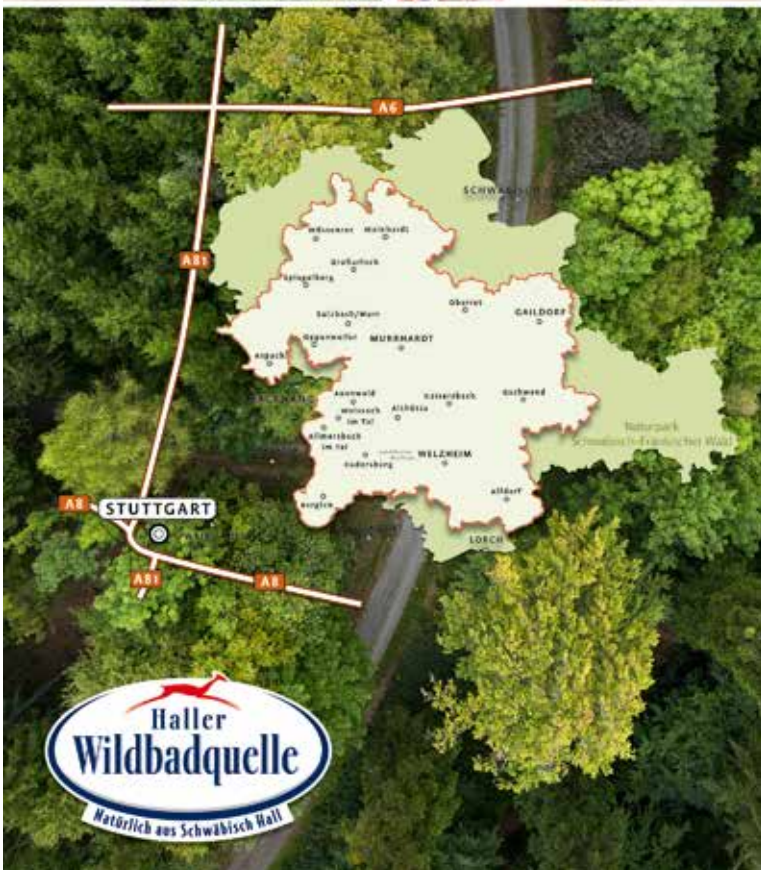 A6
SCHWÄBISCH
A81
Wüstenrot
Mainhardt
Großerlach
Spiegelberg
Oberrot
GAILDORF
Sulzbach/Murr
Oppenweiler
MURRHARDT
Aspach
BACKNANG
Auenwald
Kaisersbach
Gschwend
Weissach
im Tal
Althütte
Naturpark
Schwäbisch-Fränkischer Wald
Allmersbach
im Tal
Rudersberg
WELZHEIM
Alfdorf
Berglen
A8
STUTTGART
LORCH
A81
A8
Haller
Wildbadquelle
Natürlich aus Schwäbisch Hall